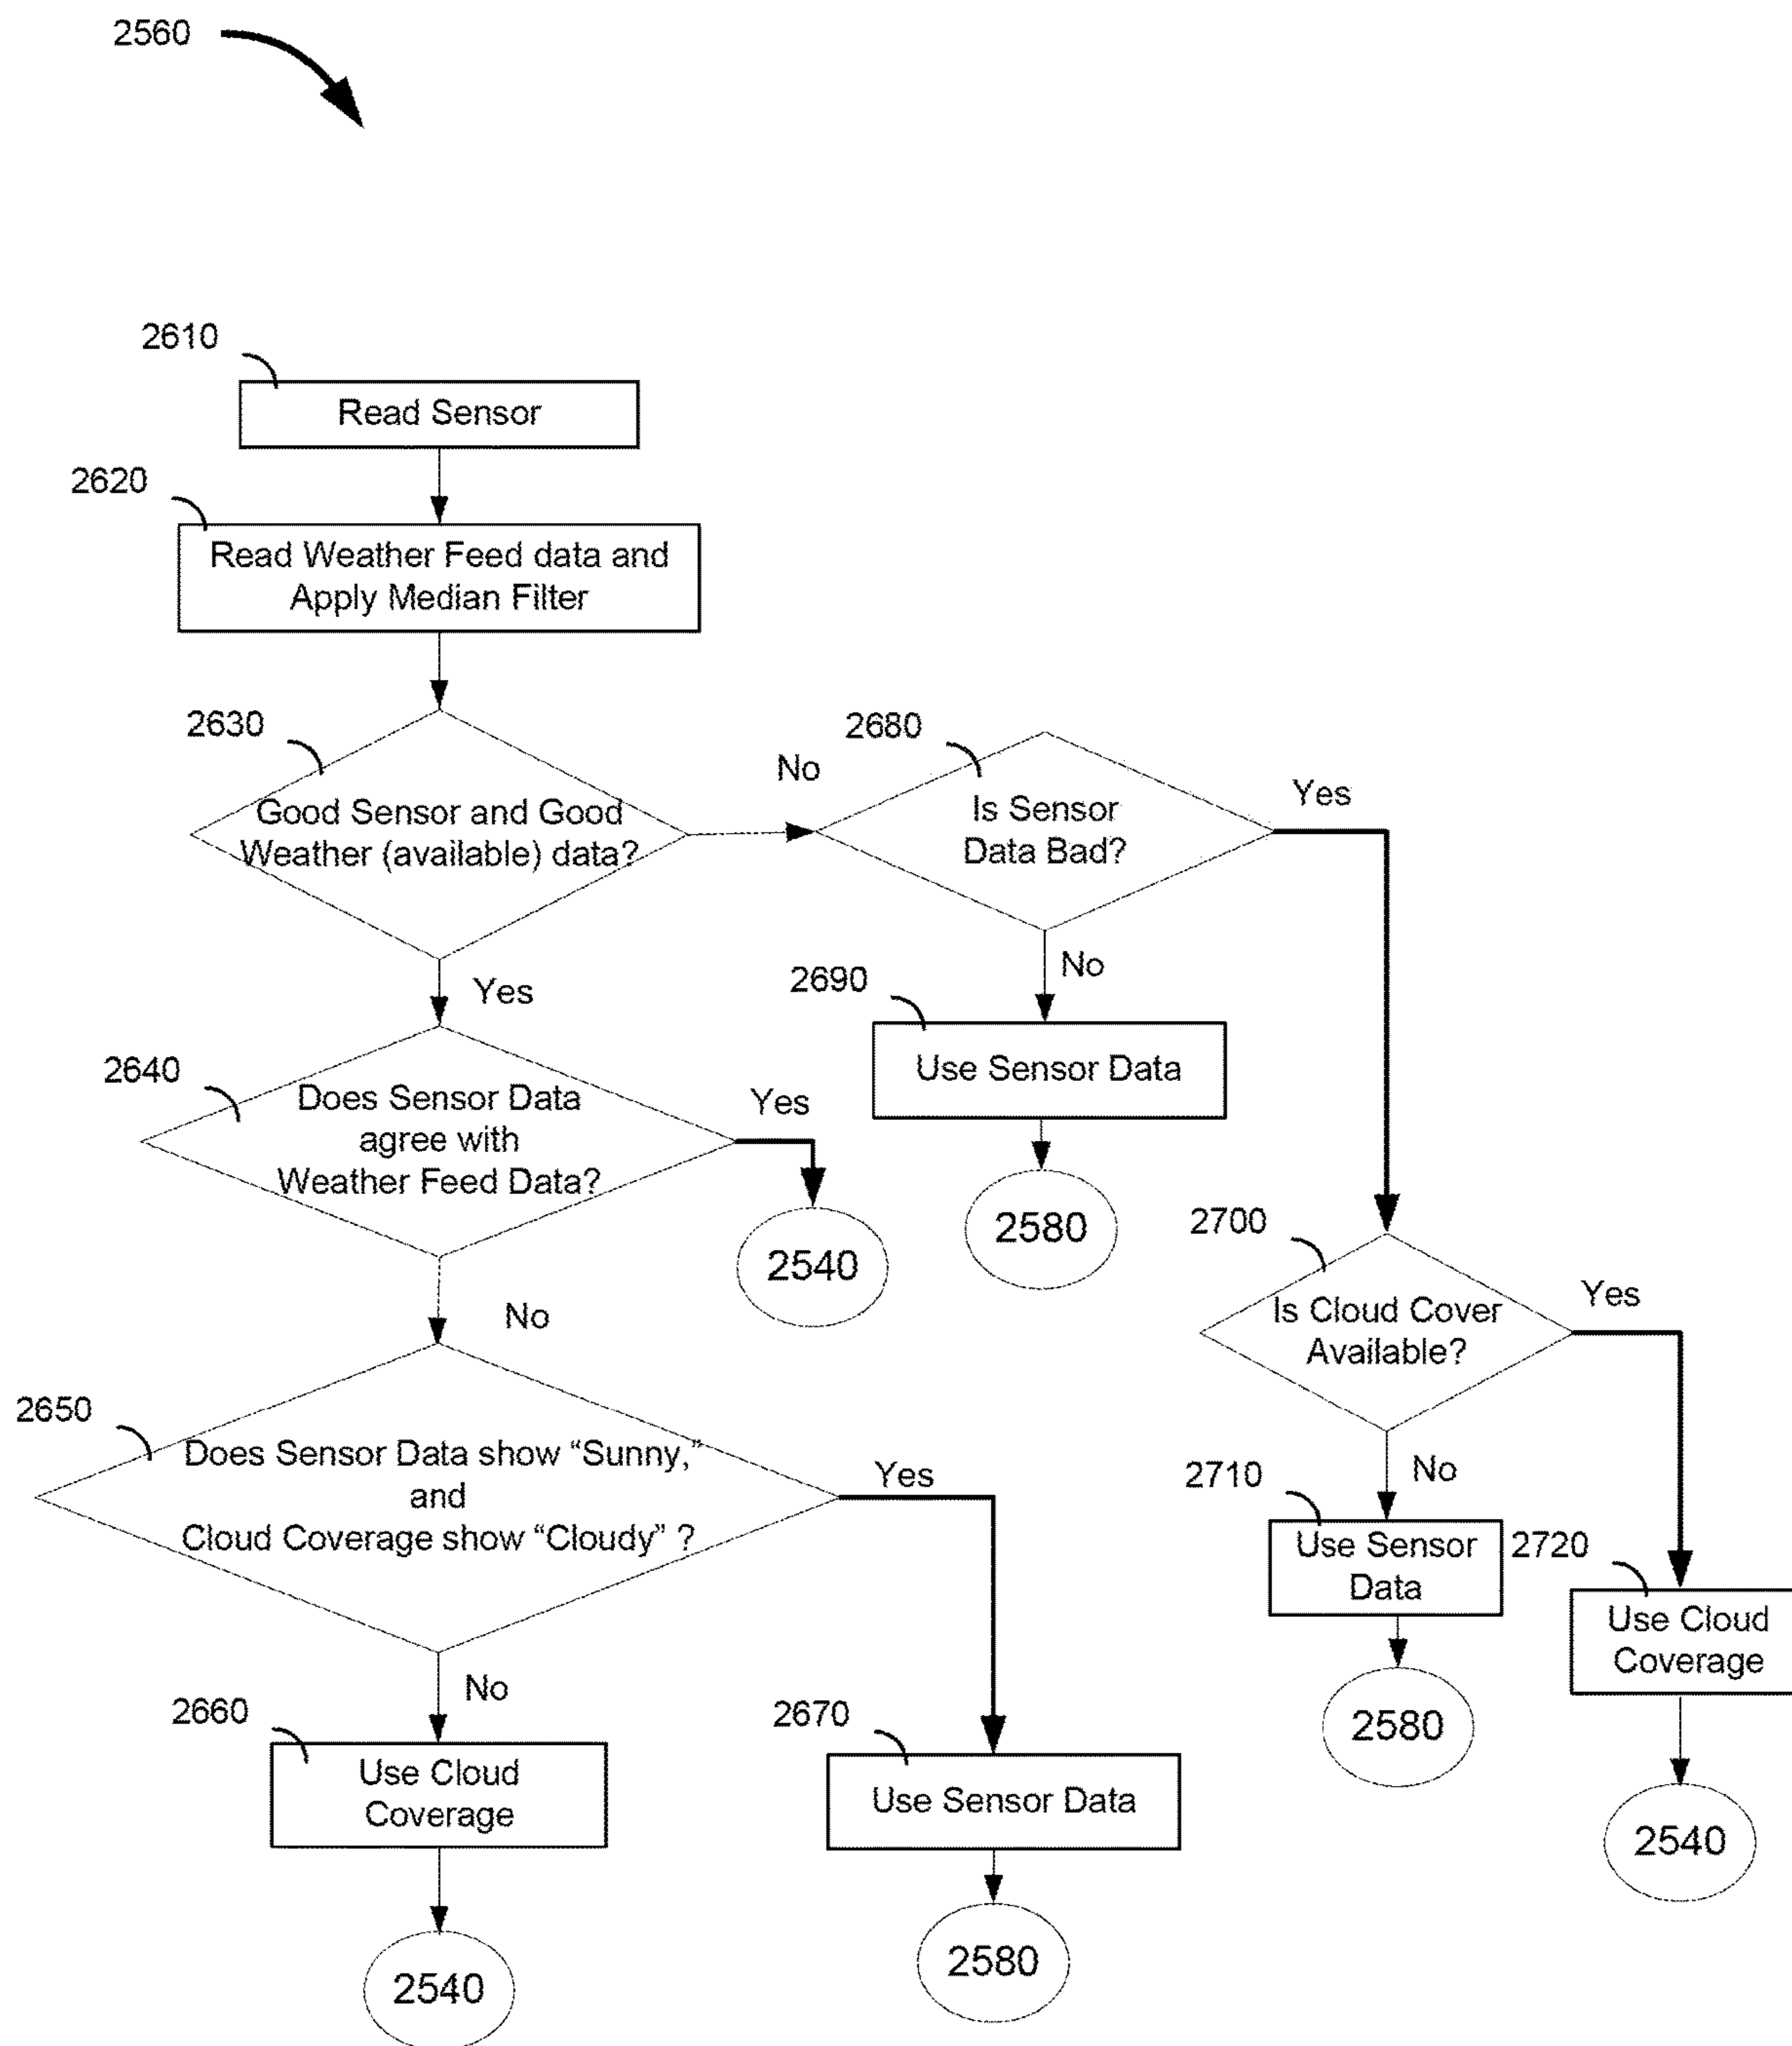 2560
2610
Read Sensor
2620
Read Weather Feed data and
Apply Median Filter
2630
Good Sensor and Good
Weather (available) data?
No
2680
Is Sensor
Data Bad?
Yes
Yes
No
2690
Use Sensor Data
2580
2640
Does Sensor Data
agree with
Weather Feed Data?
Yes
2540
No
2700
Is Cloud Cover
Available?
Yes
No
2710
Use Sensor
Data
2580
2720
Use Cloud
Coverage
2540
2650
Does Sensor Data show “Sunny,”
and
Cloud Coverage show “Cloudy” ?
Yes
No
2660
Use Cloud
Coverage
2540
2670
Use Sensor Data
2580